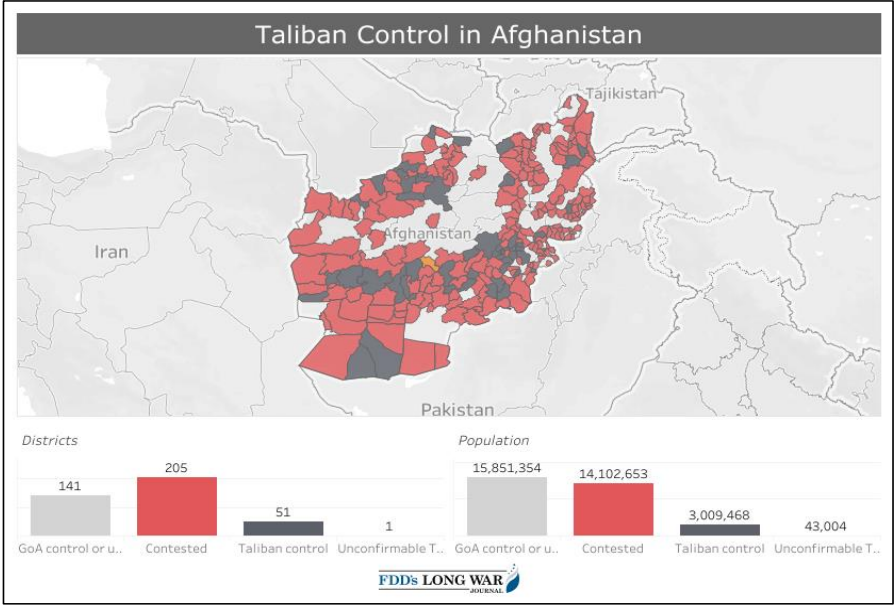 Taliban Control in Afghanistan
Tajikistan
Afghanistan
Iran
Pakistan
Districts
205
141
51
1
GoA control or u..
Contested
Taliban control
Unconfirmable T..
Population
15,851,354
14,102,653
3,009,468
43,004
GoA control or u..
Contested
Taliban control
Unconfirmable T..
FDD's LONG WAR
JOURNAL